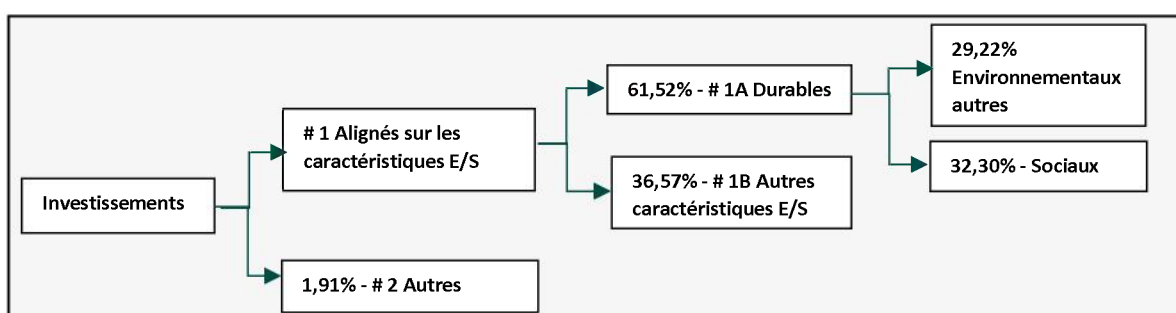 Investissements
# 1 Alignés sur les
caractéristiques E/S
1,91% - # 2 Autres
61,52% - # 1A Durables
36,57% - # 1B Autres
caractéristiques E/S
29,22%
Environnementaux
autres
32,30% - Sociaux